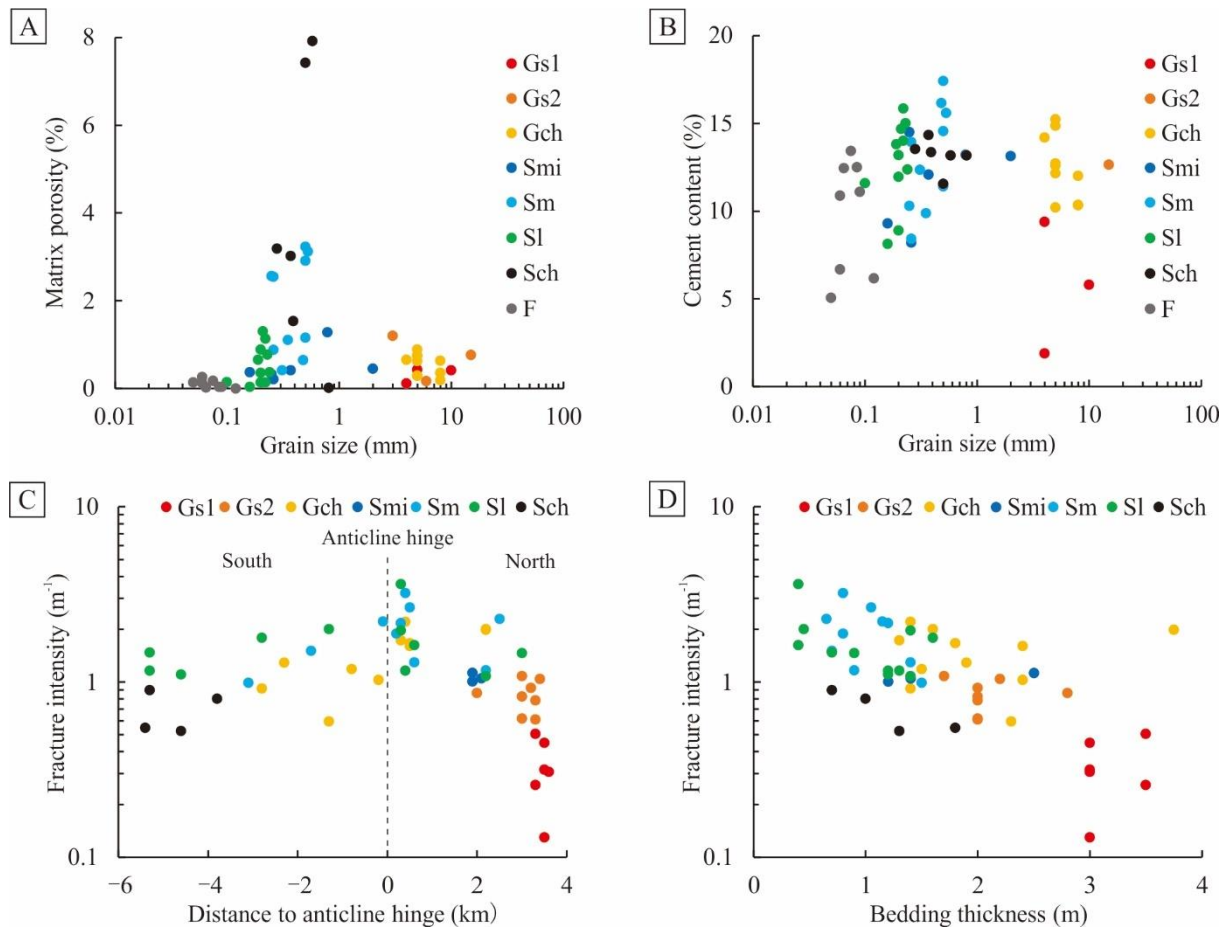 A
Matrix porosity (%)
8
6
4
2
0
0.01 0.1 1 10 100
Grain size (mm)
Gs1
Gs2
Gch
Smi
Sm
Sl
Sch
F
B
Cement content (%)
20
15
10
5
0
0.01 0.1 1 10 100
Grain size (mm)
Gs1
Gs2
Gch
Smi
Sm
Sl
Sch
F
C
Gs1 Gs2 Gch Smi Sm Sl Sch
Anticline hinge
South North
Fracture intensity (m⁻¹)
10
1
0.1
−6 −4 −2 0 2 4
Distance to anticline hinge (km)
D
Gs1 Gs2 Gch Smi Sm Sl Sch
Fracture intensity (m⁻¹)
10
1
0.1
0 1 2 3 4
Bedding thickness (m)